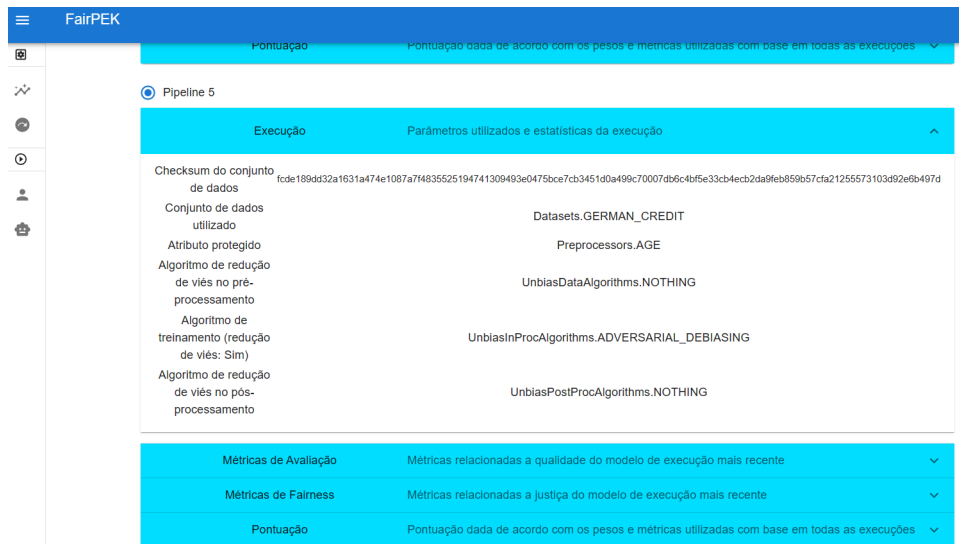 FairPEK
Pontuação Pontuação dada de acordo com os pesos e métricas utilizadas com base em todas as execuções
Pipeline 5
Execução Parâmetros utilizados e estatísticas da execução
Checksum do conjunto
de dados
fcde189dd32a1631a474e1087a7f4835525194741309493e0475bce7cb3451d0a499c70007db6c4bf5e33cb4ecb2da9feb859b57cfa21255573103d92e6b497d
Conjunto de dados
utilizado
Datasets.GERMAN_CREDIT
Atributo protegido Preprocessors.AGE
Algoritmo de redução
de viés no pré-
processamento
UnbiasDataAlgorithms.NOTHING
Algoritmo de
treinamento (redução
de viés: Sim)
UnbiasInProcAlgorithms.ADVERSARIAL_DEBIASING
Algoritmo de redução
de viés no pós-
processamento
UnbiasPostProcAlgorithms.NOTHING
Métricas de Avaliação Métricas relacionadas a qualidade do modelo de execução mais recente
Métricas de Fairness Métricas relacionadas a justiça do modelo de execução mais recente
Pontuação Pontuação dada de acordo com os pesos e métricas utilizadas com base em todas as execuções